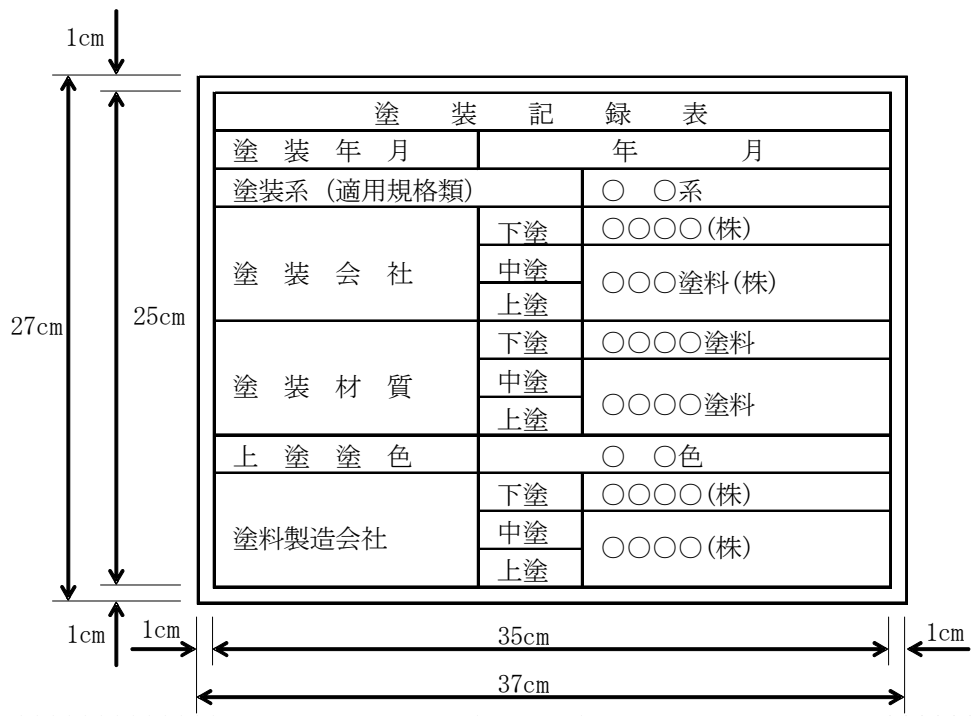 1cm
塗装記録表
塗装年月 年 月
塗装系 (適用規格類) ○ ○系
下塗 ○○○○(株)
塗装会社 中塗 ○○○塗料(株)
上塗
27cm 25cm
下塗 ○○○○塗料
塗装材質 中塗 ○○○○塗料
上塗
上塗塗色 ○ ○色
下塗 ○○○○(株)
塗料製造会社 中塗 ○○○○(株)
上塗
1cm 1cm 35cm 1cm
37cm